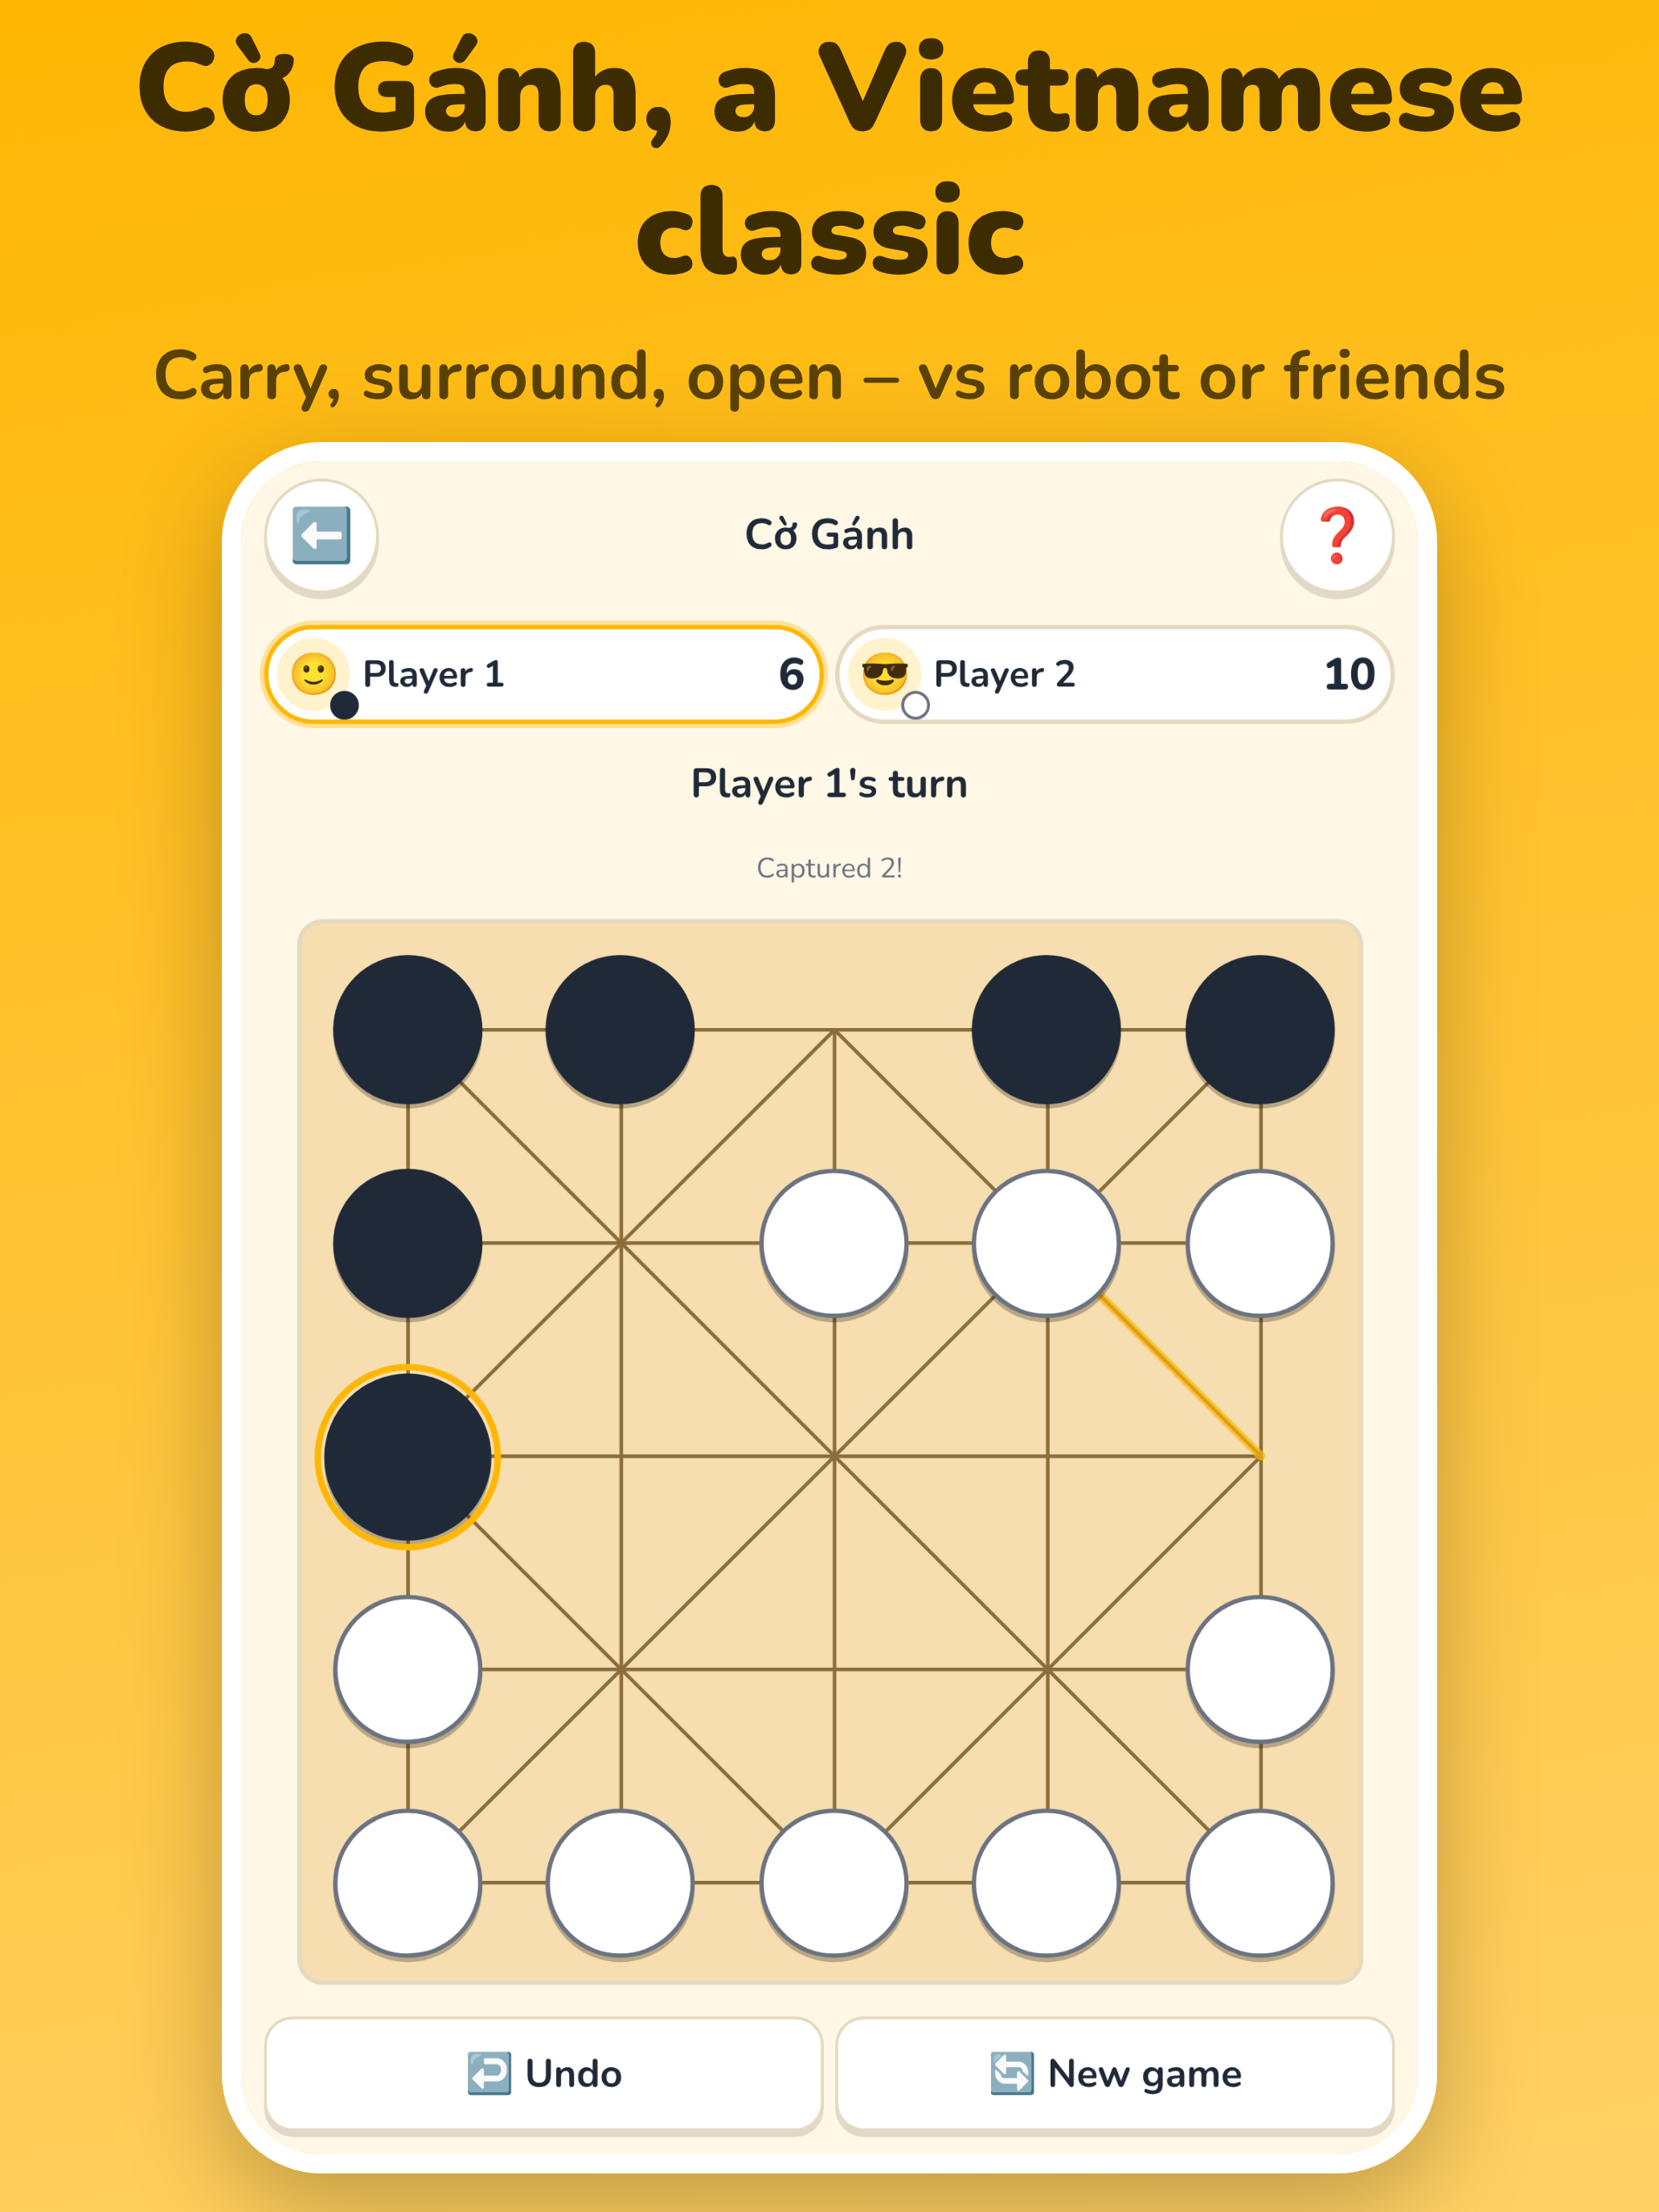 Cờ Gánh, a Vietnamese
classic
Carry, surround, open – vs robot or friends
Cờ Gánh
Player 1
6
Player 2
10
Player 1's turn
Captured 2!
Undo
New game